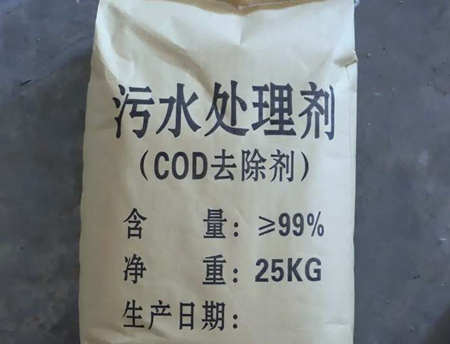 污水处理剂
(COD去除剂)
含 量: ≥99%
净 重: 25KG
生产日期: